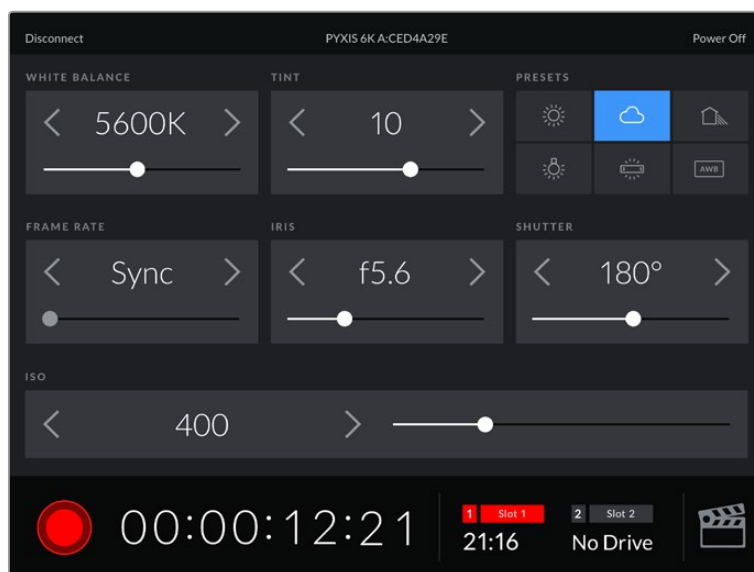 Disconnect PYXIS 6K A:CED4A29E Power Off
WHITE BALANCE TINT PRESETS
5600K 10
AWB
FRAME RATE IRIS SHUTTER
Sync f5.6 180°
ISO
400
00:00:12:21
1 Slot 1 2 Slot 2
21:16 No Drive